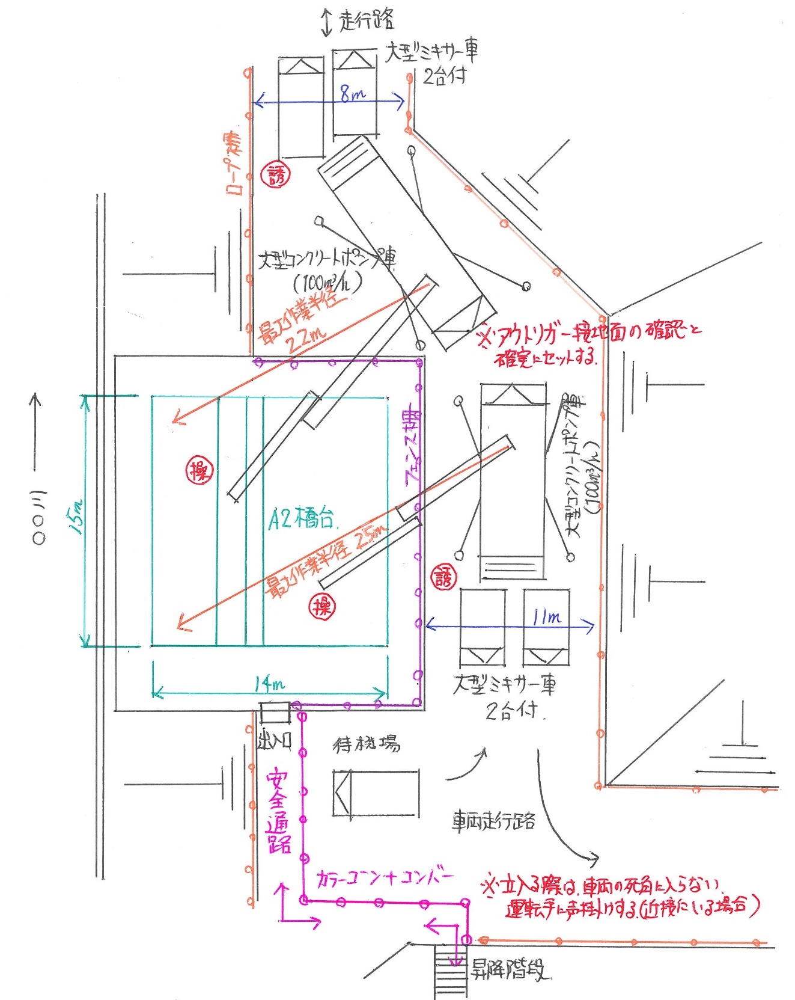 走行路
大型ミキサー車
2台付
8m
ロープ柵
誘
大型コンクリートポンプ車
(100m³/h)
最大作業半径
22m
※アウトリガー接地面の確認と
確実にセットする。
○○川
15m
操
フェンス柵
A2橋台
大型コンクリートポンプ車
(100m³/h)
最大作業半径 25m
操
誘
11m
14m
大型ミキサー車
2台付
出入口
待機場
安全通路
車両走行路
カラーコーン+コンバー
※立入る際は、車両の死角に入らない、
運転手に声掛けする。(近接にいる場合)
昇降階段